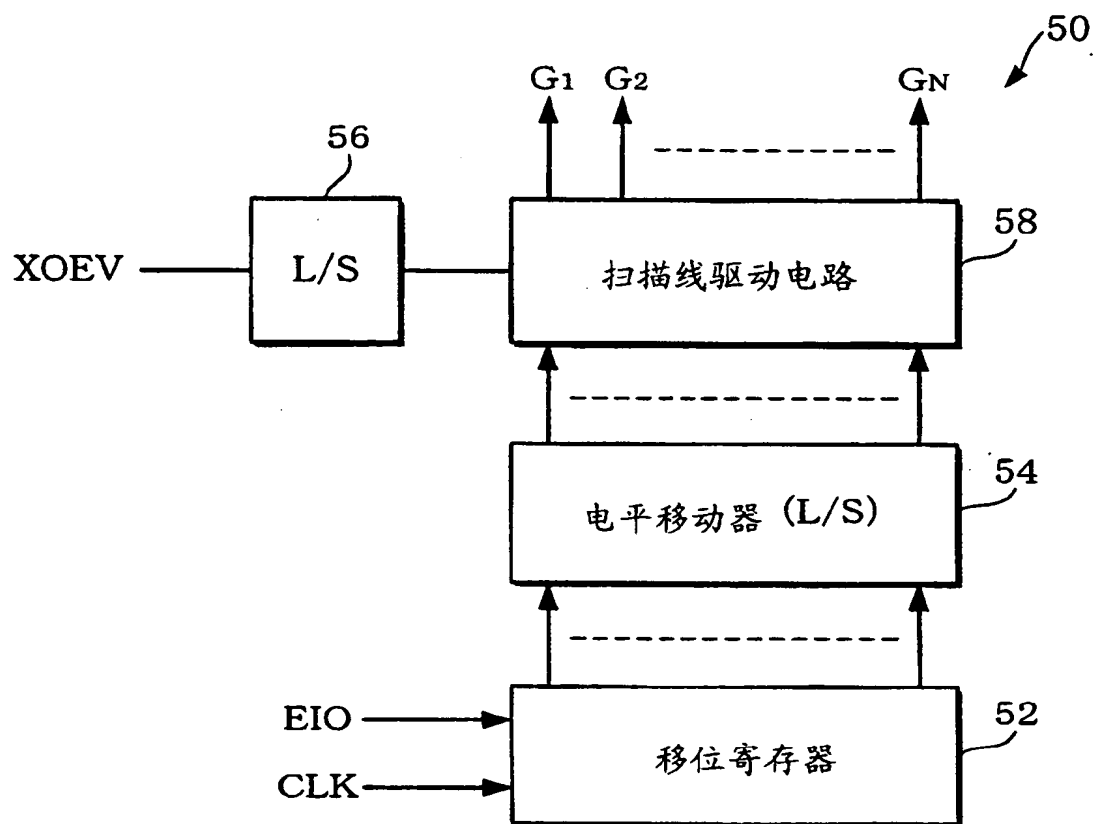 50
G1 G2 GN
56
58
XOEV L/S 扫描线驱动电路
54
电平移动器 (L/S)
52
EIO
移位寄存器
CLK